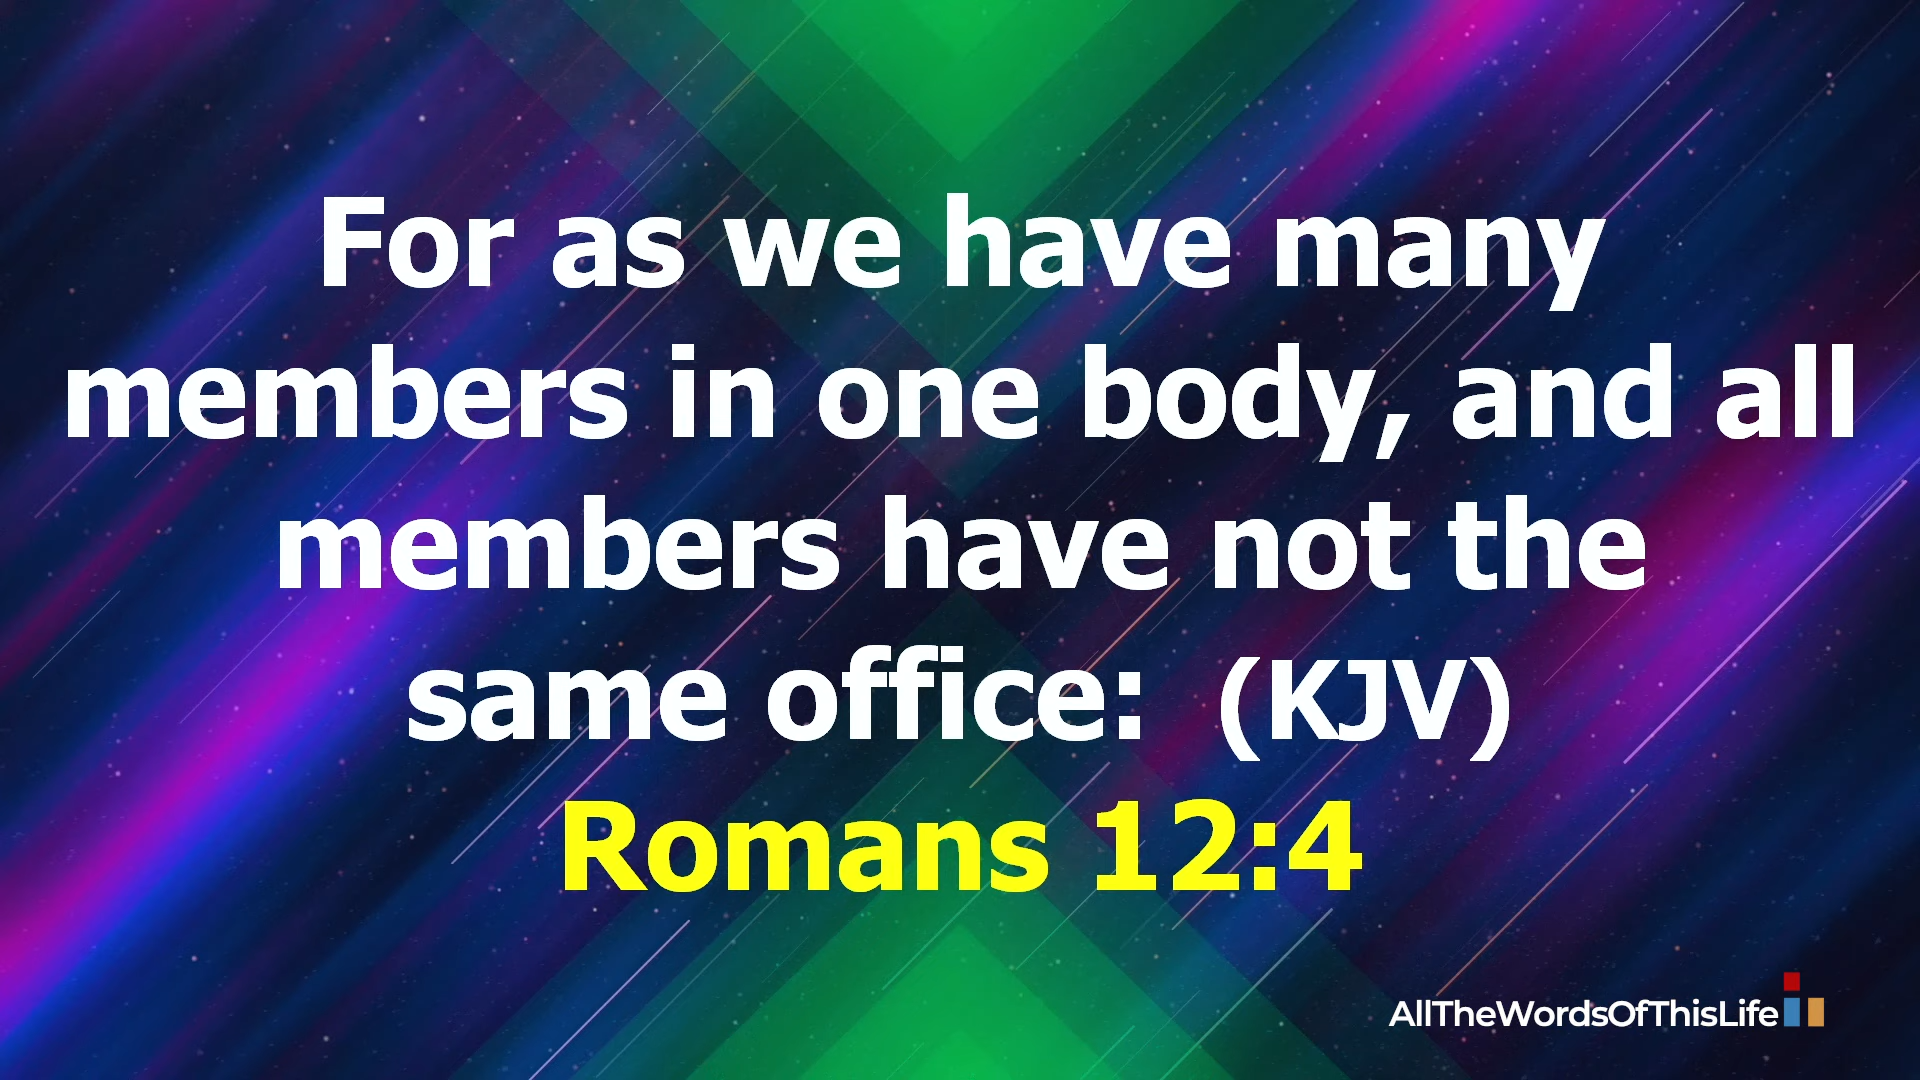 For as we have many
members in one body, and all
members have not the
same office:  (KJV)
Romans 12:4
AllTheWordsOfThisLife